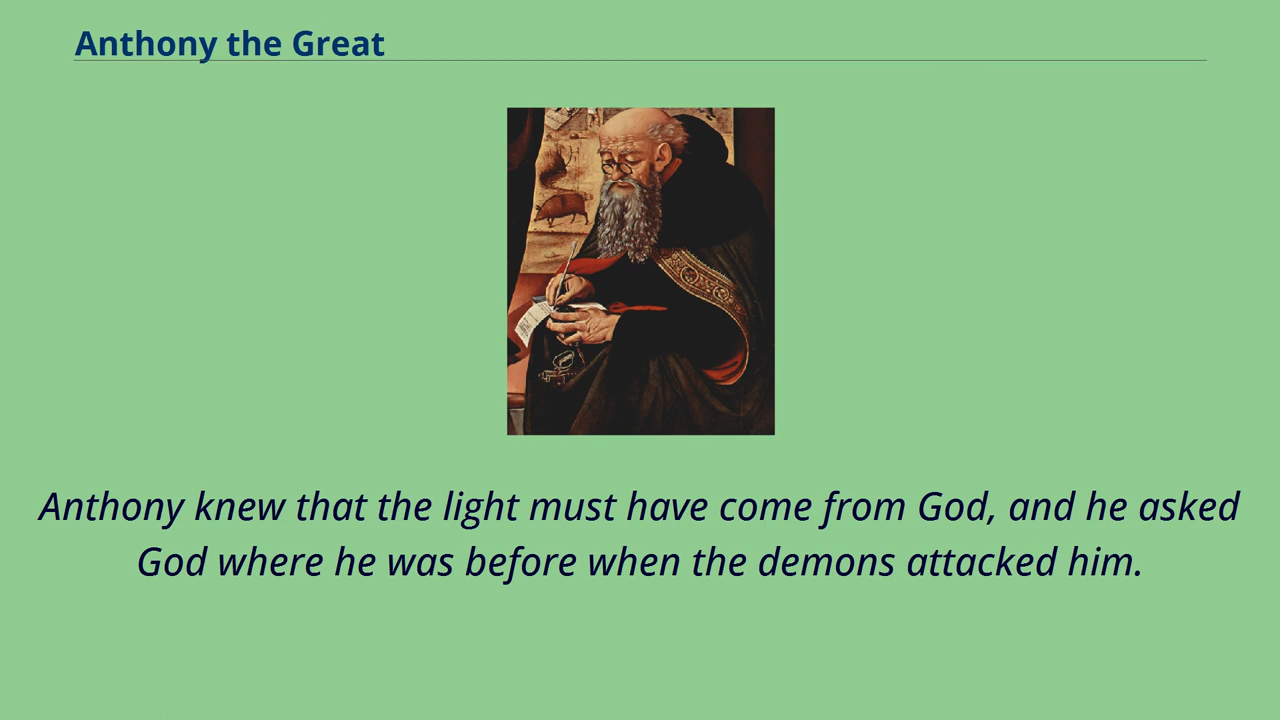 Anthony the Great
Anthony knew that the light must have come from God, and he asked
God where he was before when the demons attacked him.